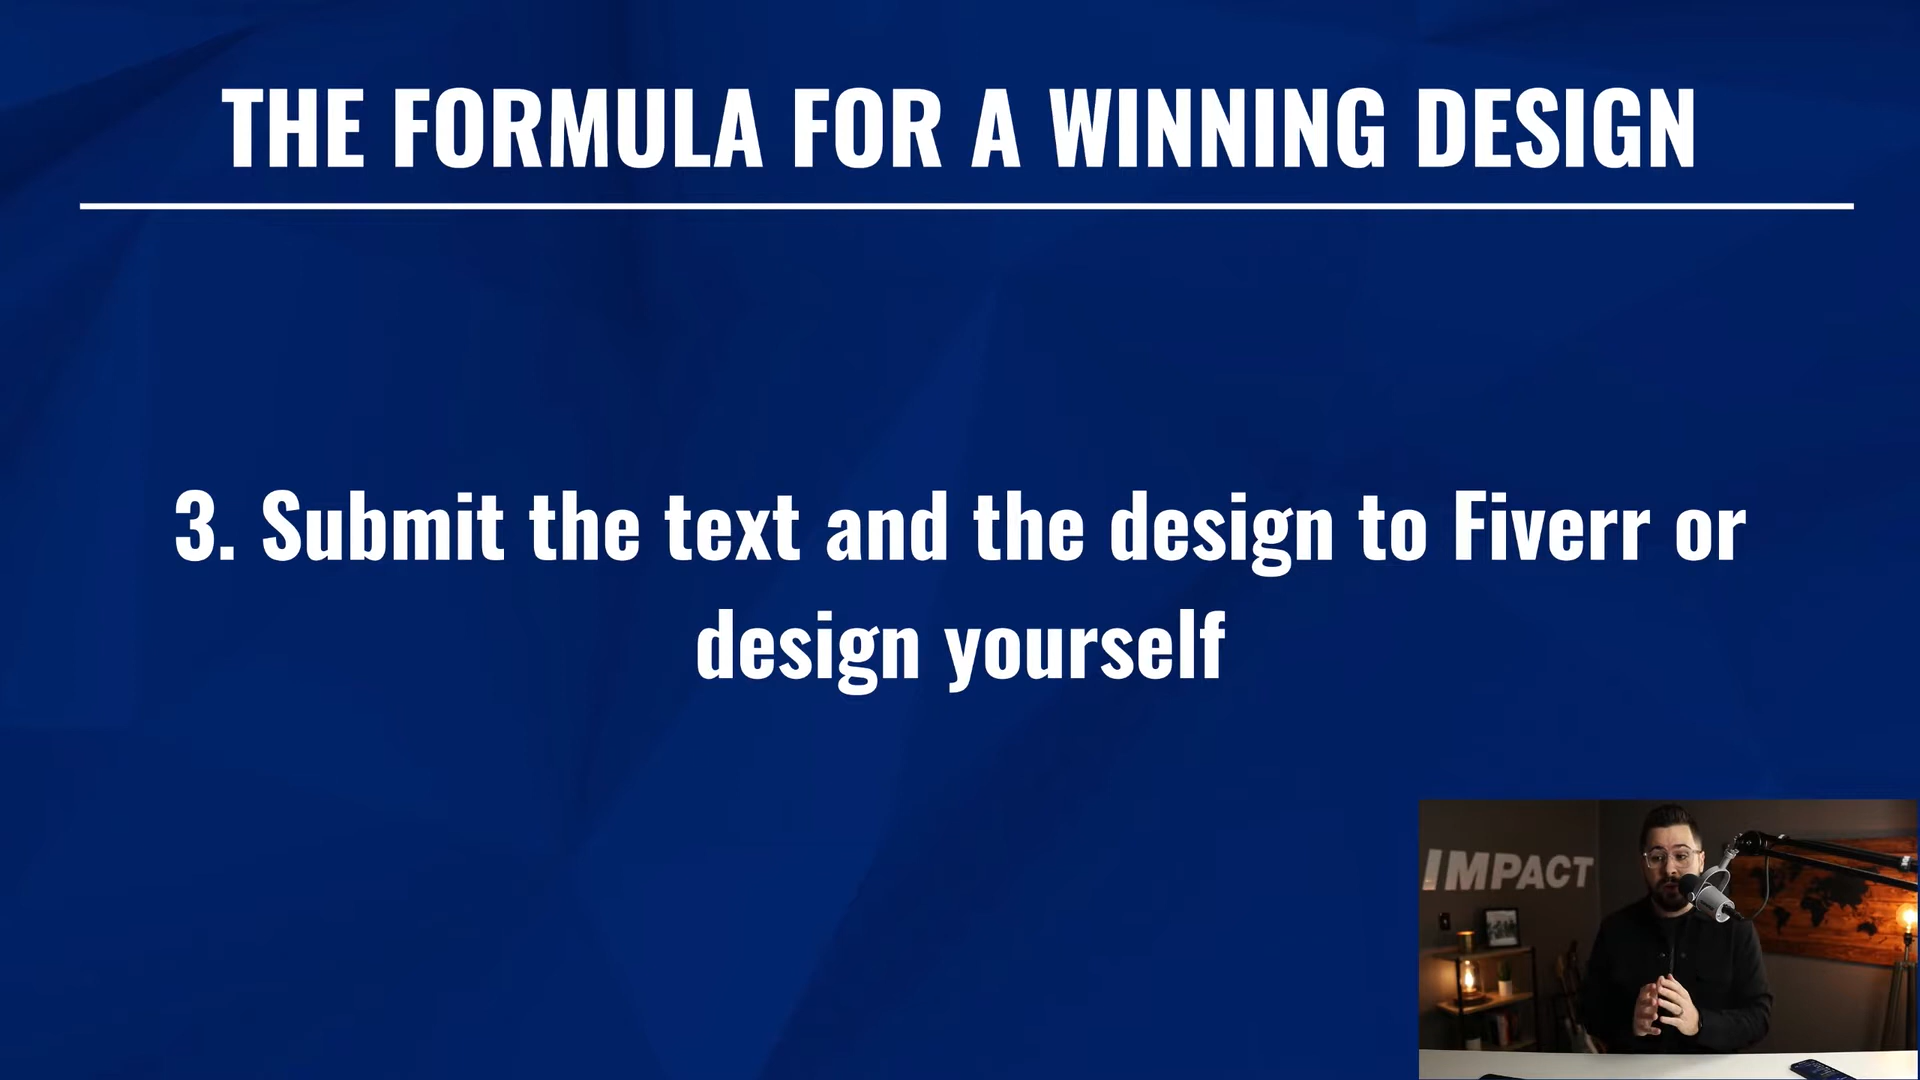 THE FORMULA FOR A WINNING DESIGN
3. Submit the text and the design to Fiverr or
design yourself
IMPACT